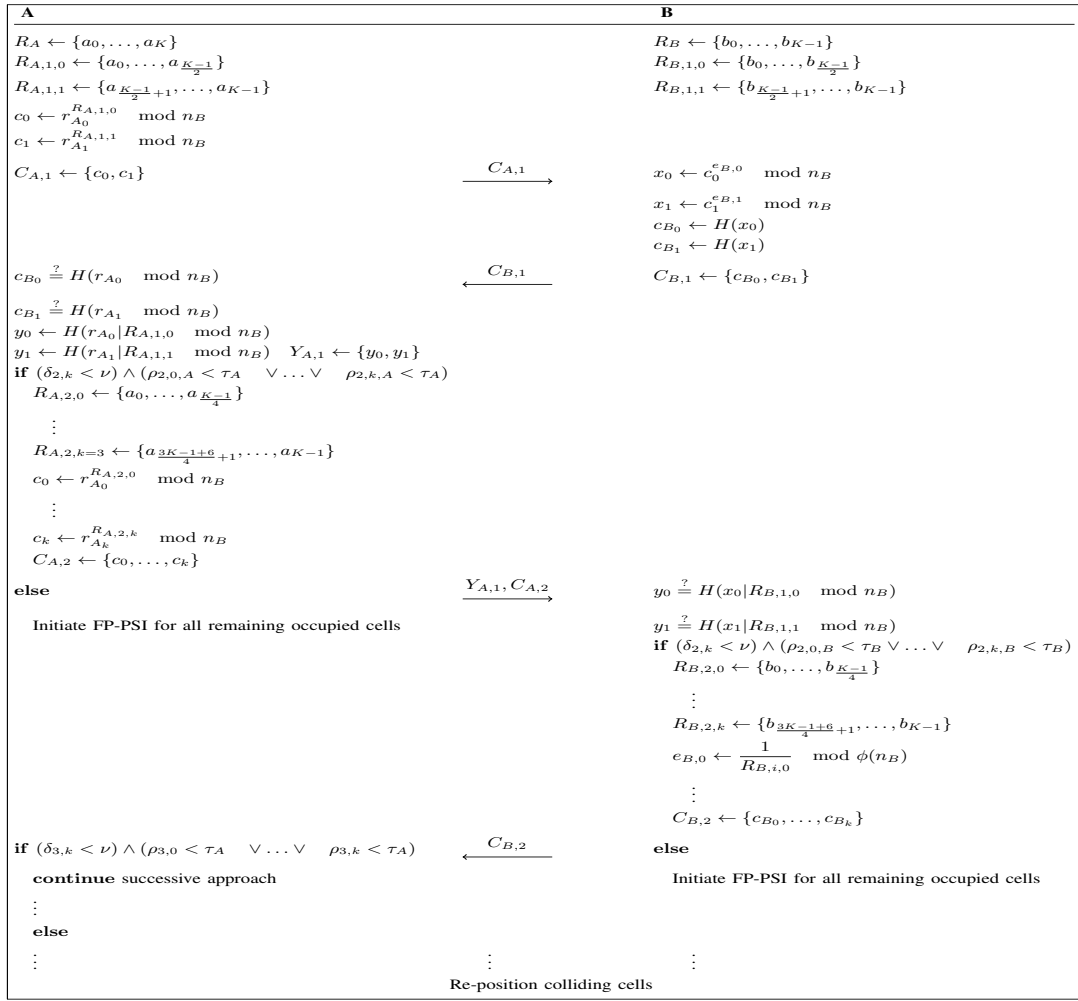 A B
R_A ← {a_0, …, a_K} R_B ← {b_0, …, b_{K−1}}
R_{A,1,0} ← {a_0, …, a_{\frac{K−1}{2}}} R_{B,1,0} ← {b_0, …, b_{\frac{K−1}{2}}}
R_{A,1,1} ← {a_{\frac{K−1}{2}+1}, …, a_{K−1}} R_{B,1,1} ← {b_{\frac{K−1}{2}+1}, …, b_{K−1}}
c_0 ← r_{A_0}^{R_{A,1,0}} mod n_B
c_1 ← r_{A_1}^{R_{A,1,1}} mod n_B
C_{A,1} ← {c_0, c_1} C_{A,1} → x_0 ← c_0^{e_{B,0}} mod n_B
x_1 ← c_1^{e_{B,1}} mod n_B
c_{B_0} ← H(x_0)
c_{B_1} ← H(x_1)
c_{B_0} ≟ H(r_{A_0} mod n_B) C_{B,1} ← C_{B,1} ← {c_{B_0}, c_{B_1}}
c_{B_1} ≟ H(r_{A_1} mod n_B)
y_0 ← H(r_{A_0}|R_{A,1,0} mod n_B)
y_1 ← H(r_{A_1}|R_{A,1,1} mod n_B) Y_{A,1} ← {y_0, y_1}
if (δ_{2,k} < ν) ∧ (ρ_{2,0,A} < τ_A ∨ … ∨ ρ_{2,k,A} < τ_A)
R_{A,2,0} ← {a_0, …, a_{\frac{K−1}{4}}}
⋮
R_{A,2,k=3} ← {a_{\frac{3K−1+6}{4}+1}, …, a_{K−1}}
c_0 ← r_{A_0}^{R_{A,2,0}} mod n_B
⋮
c_k ← r_{A_k}^{R_{A,2,k}} mod n_B
C_{A,2} ← {c_0, …, c_k}
else Y_{A,1}, C_{A,2} → y_0 ≟ H(x_0|R_{B,1,0} mod n_B)
Initiate FP-PSI for all remaining occupied cells
y_1 ≟ H(x_1|R_{B,1,1} mod n_B)
if (δ_{2,k} < ν) ∧ (ρ_{2,0,B} < τ_B ∨ … ∨ ρ_{2,k,B} < τ_B)
R_{B,2,0} ← {b_0, …, b_{\frac{K−1}{4}}}
⋮
R_{B,2,k} ← {b_{\frac{3K−1+6}{4}+1}, …, b_{K−1}}
e_{B,0} ← \frac{1}{R_{B,i,0}} mod φ(n_B)
⋮
C_{B,2} ← {c_{B_0}, …, c_{B_k}}
if (δ_{3,k} < ν) ∧ (ρ_{3,0} < τ_A ∨ … ∨ ρ_{3,k} < τ_A) C_{B,2} ← else
continue successive approach Initiate FP-PSI for all remaining occupied cells
⋮
else
⋮ ⋮ ⋮
Re-position colliding cells